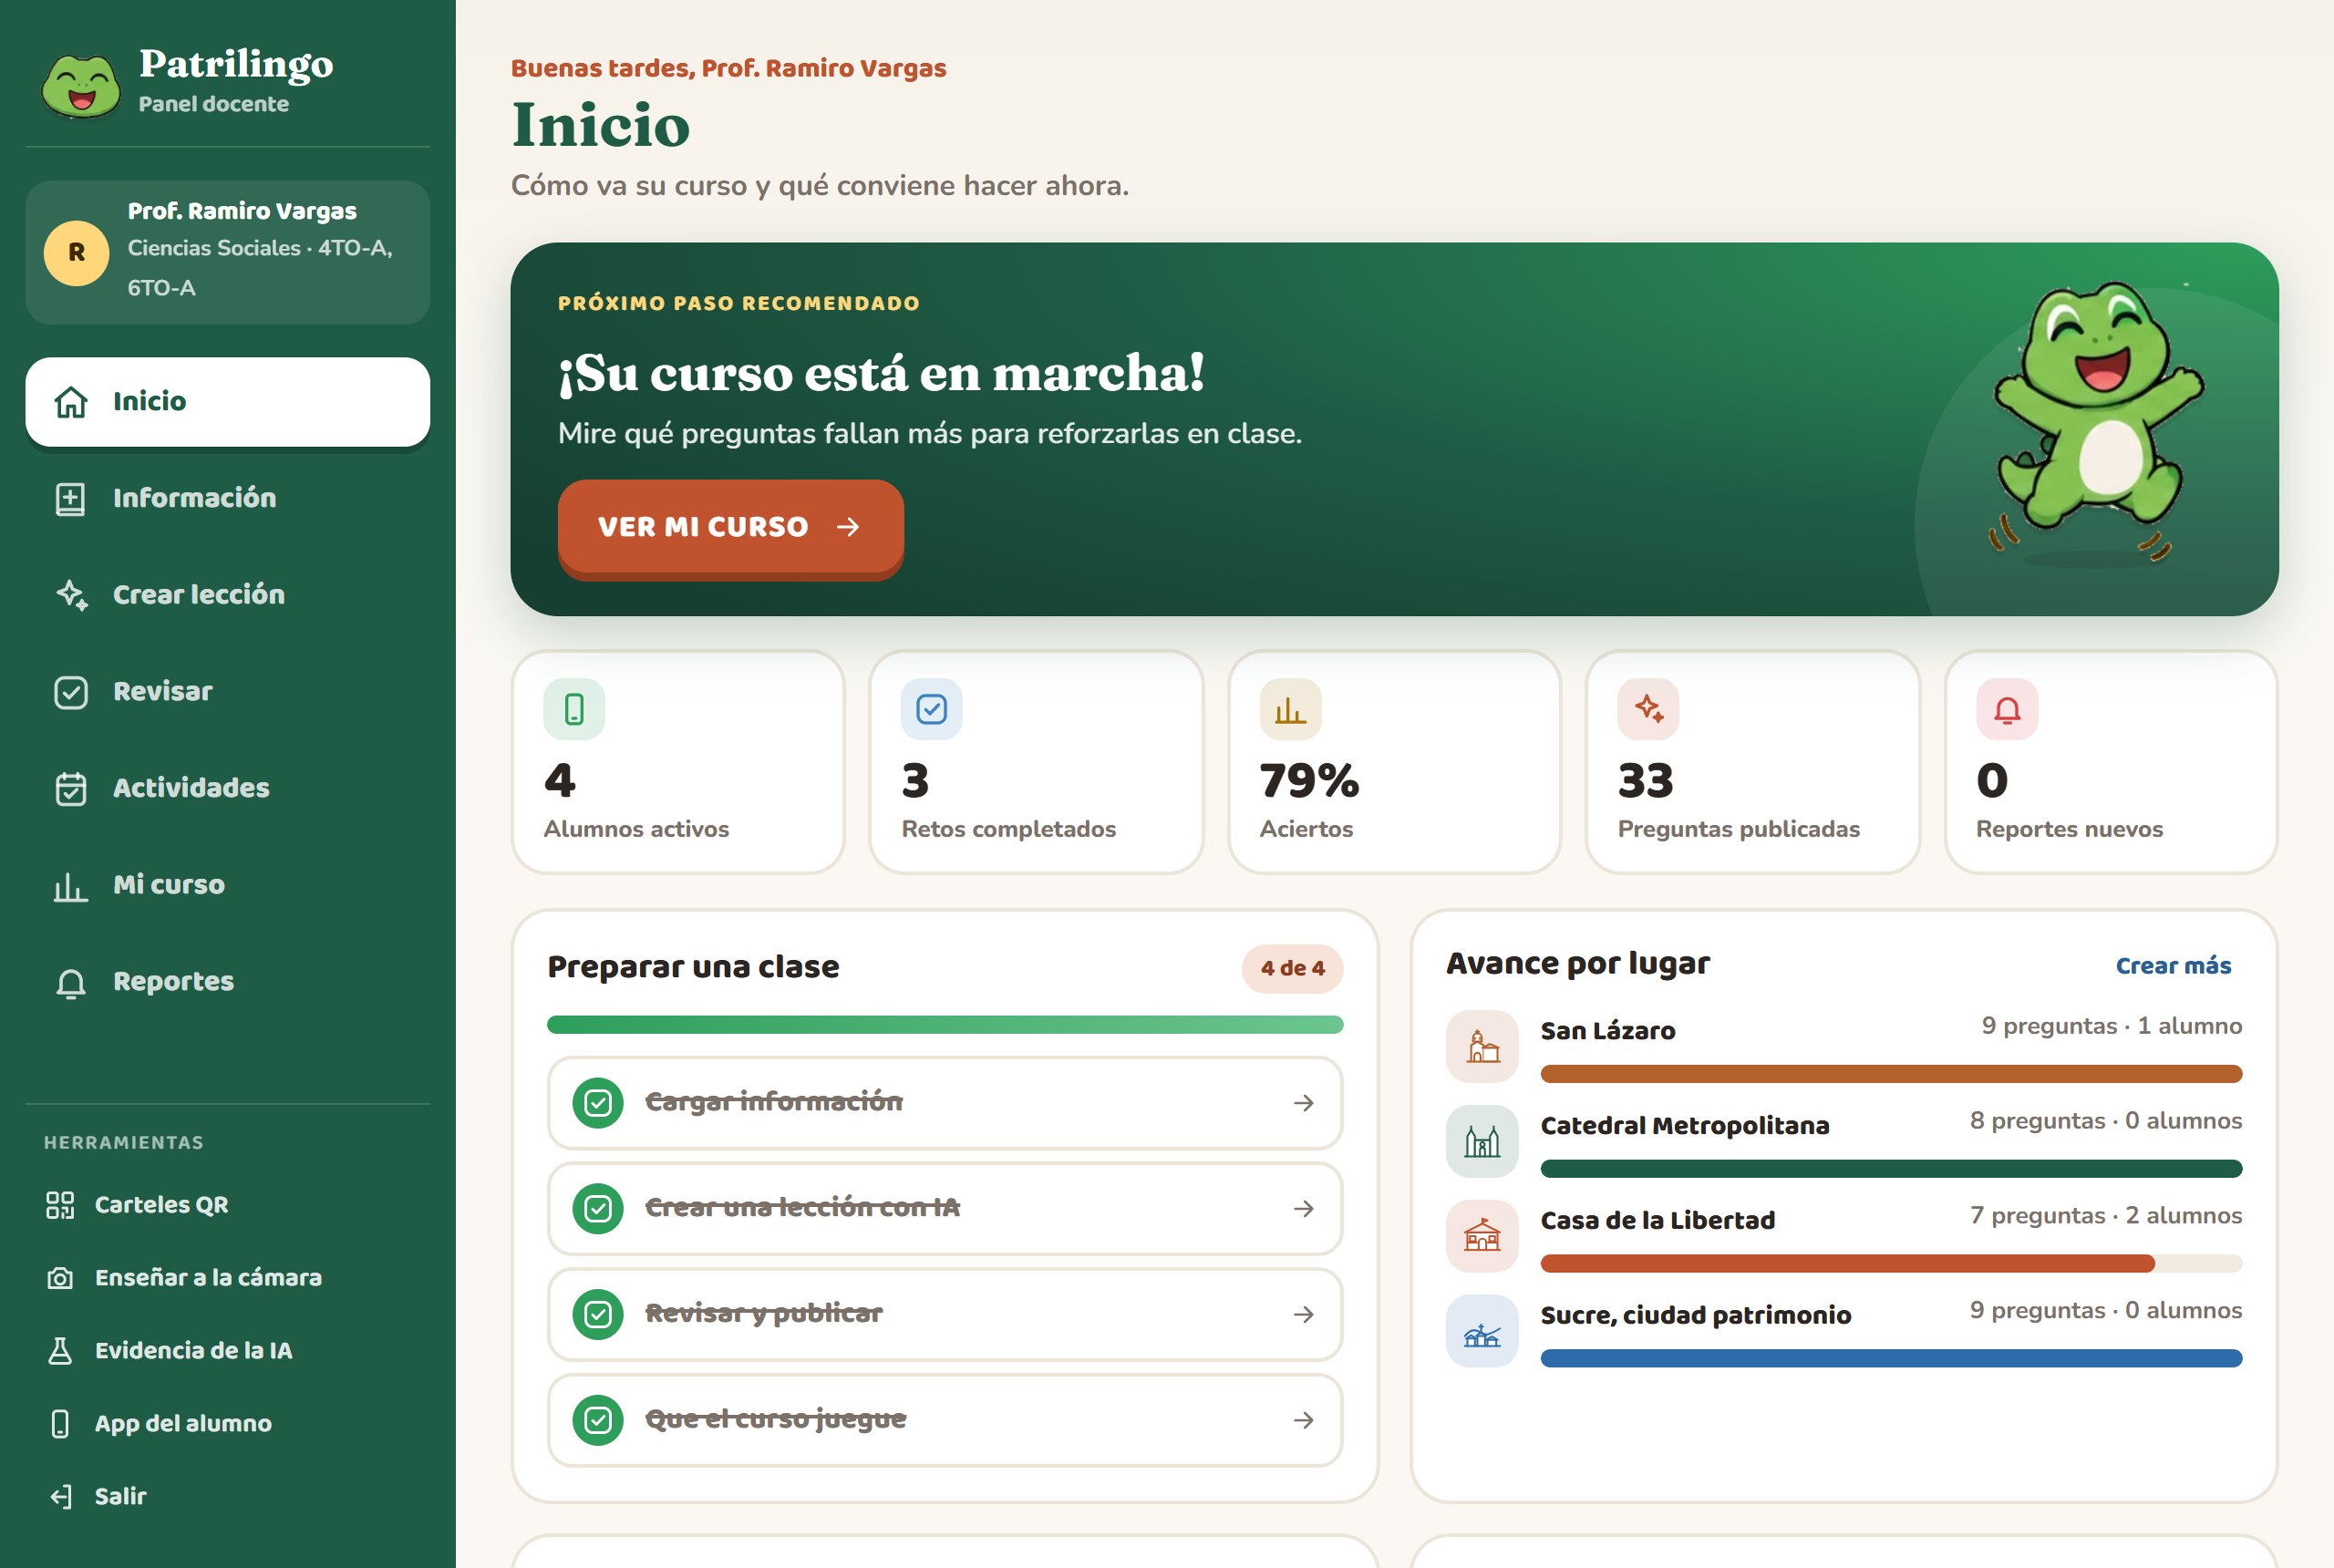 Patrilingo
Panel docente
R
Prof. Ramiro Vargas
Ciencias Sociales · 4TO-A,
6TO-A
Inicio
Información
Crear lección
Revisar
Actividades
Mi curso
Reportes
HERRAMIENTAS
Carteles QR
Enseñar a la cámara
Evidencia de la IA
App del alumno
Salir
Buenas tardes, Prof. Ramiro Vargas
Inicio
Cómo va su curso y qué conviene hacer ahora.
PRÓXIMO PASO RECOMENDADO
¡Su curso está en marcha!
Mire qué preguntas fallan más para reforzarlas en clase.
VER MI CURSO →
4
Alumnos activos
3
Retos completados
79%
Aciertos
33
Preguntas publicadas
0
Reportes nuevos
Preparar una clase
4 de 4
Cargar información
Crear una lección con IA
Revisar y publicar
Que el curso juegue
Avance por lugar
Crear más
San Lázaro
9 preguntas · 1 alumno
Catedral Metropolitana
8 preguntas · 0 alumnos
Casa de la Libertad
7 preguntas · 2 alumnos
Sucre, ciudad patrimonio
9 preguntas · 0 alumnos